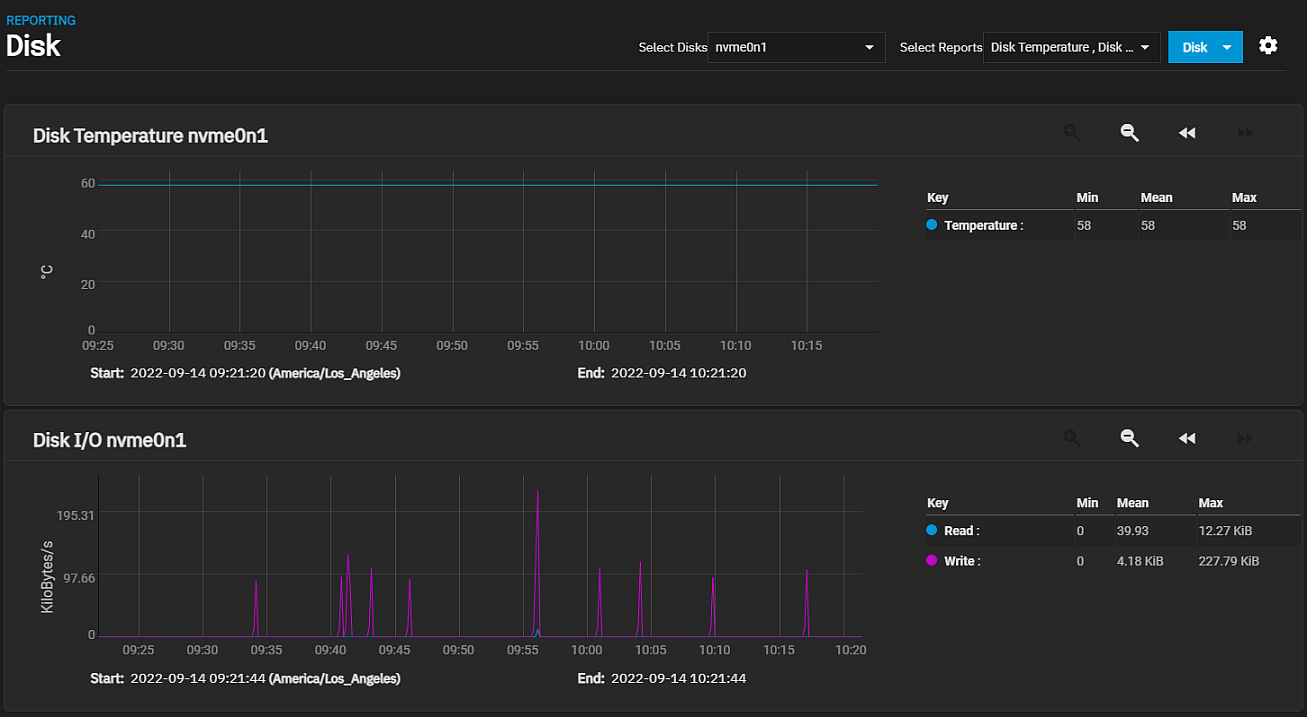 REPORTING
Disk
Select Disks nvme0n1 Select Reports Disk Temperature , Disk ... Disk
Disk Temperature nvme0n1
60
40
20
0
°C
09:25 09:30 09:35 09:40 09:45 09:50 09:55 10:00 10:05 10:10 10:15
Start: 2022-09-14 09:21:20 (America/Los_Angeles) End: 2022-09-14 10:21:20
Key Min Mean Max
Temperature : 58 58 58
Disk I/O nvme0n1
195.31
97.66
0
KiloBytes/s
09:25 09:30 09:35 09:40 09:45 09:50 09:55 10:00 10:05 10:10 10:15 10:20
Start: 2022-09-14 09:21:44 (America/Los_Angeles) End: 2022-09-14 10:21:44
Key Min Mean Max
Read : 0 39.93 12.27 KiB
Write : 0 4.18 KiB 227.79 KiB